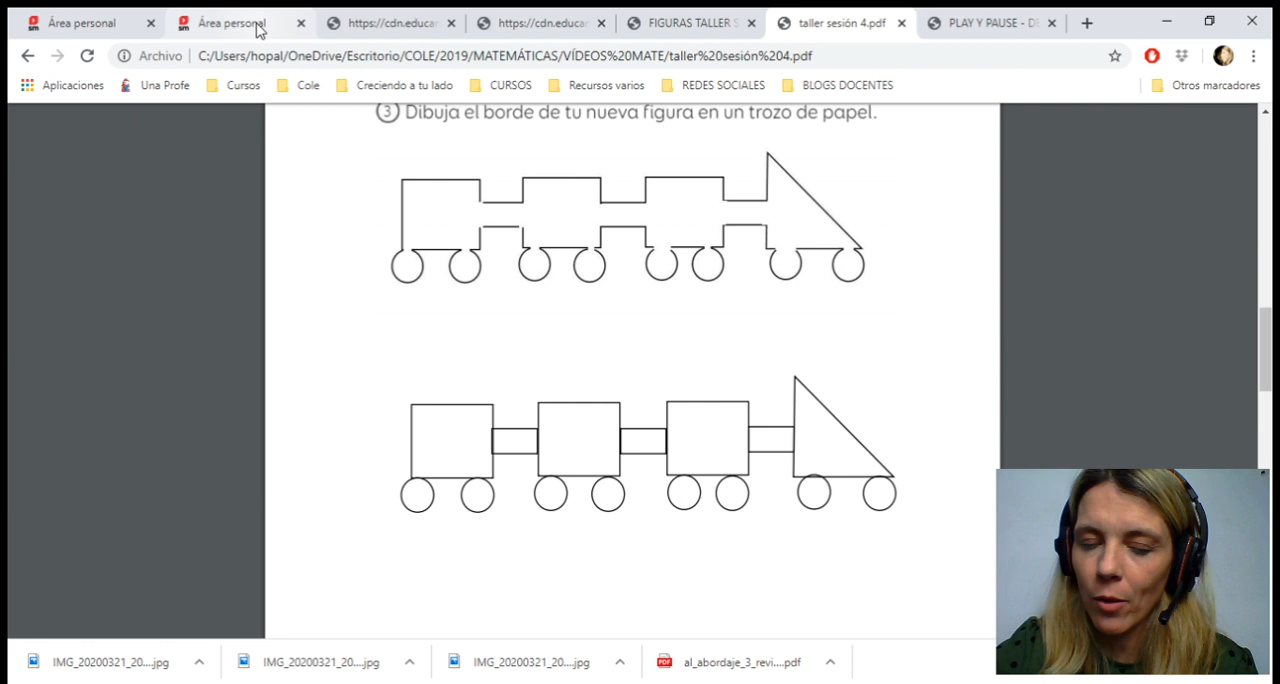 Área personal
Área personal
https://cdn.educa
https://cdn.educa
FIGURAS TALLER S
taller sesión 4.pdf
PLAY Y PAUSE - DE
Archivo C:/Users/hopal/OneDrive/Escritorio/COLE/2019/MATEMÁTICAS/VÍDEOS%20MATE/taller%20sesión%204.pdf
Aplicaciones Una Profe Cursos Cole Creciendo a tu lado CURSOS Recursos varios REDES SOCIALES BLOGS DOCENTES Otros marcadores
3 Dibuja el borde de tu nueva figura en un trozo de papel.
IMG_20200321_20....jpg IMG_20200321_20....jpg IMG_20200321_20....jpg al_abordaje_3_revi....pdf